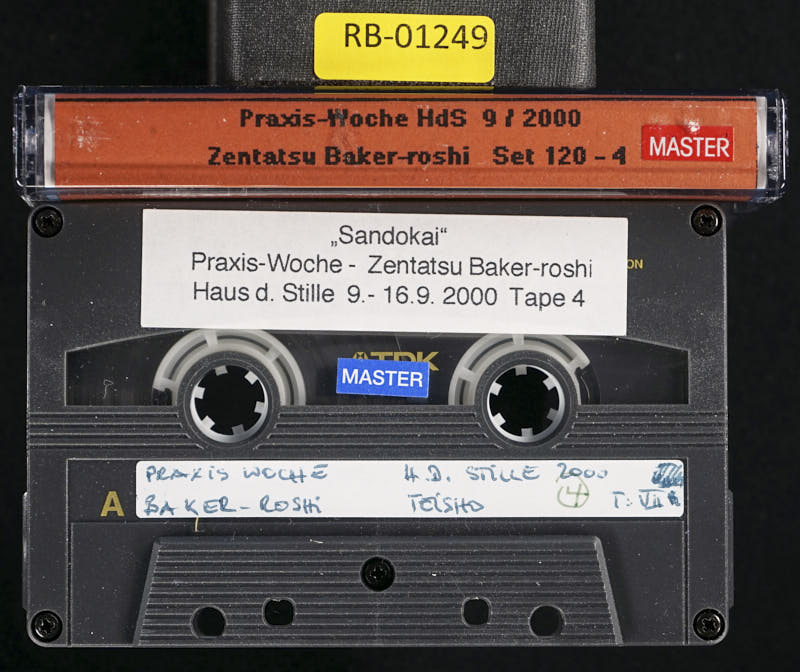 RB-01249
Praxis-Woche HdS 9 / 2000
Zentatsu Baker-roshi Set 120 - 4
MASTER
„Sandokai“
Praxis-Woche - Zentatsu Baker-roshi
Haus d. Stille 9.- 16.9. 2000 Tape 4
ON
TDK
MASTER
A
PRAXIS WOCHE H.D. STILLE 2000
BAKER-ROSHI TEISHO 4 T: VII